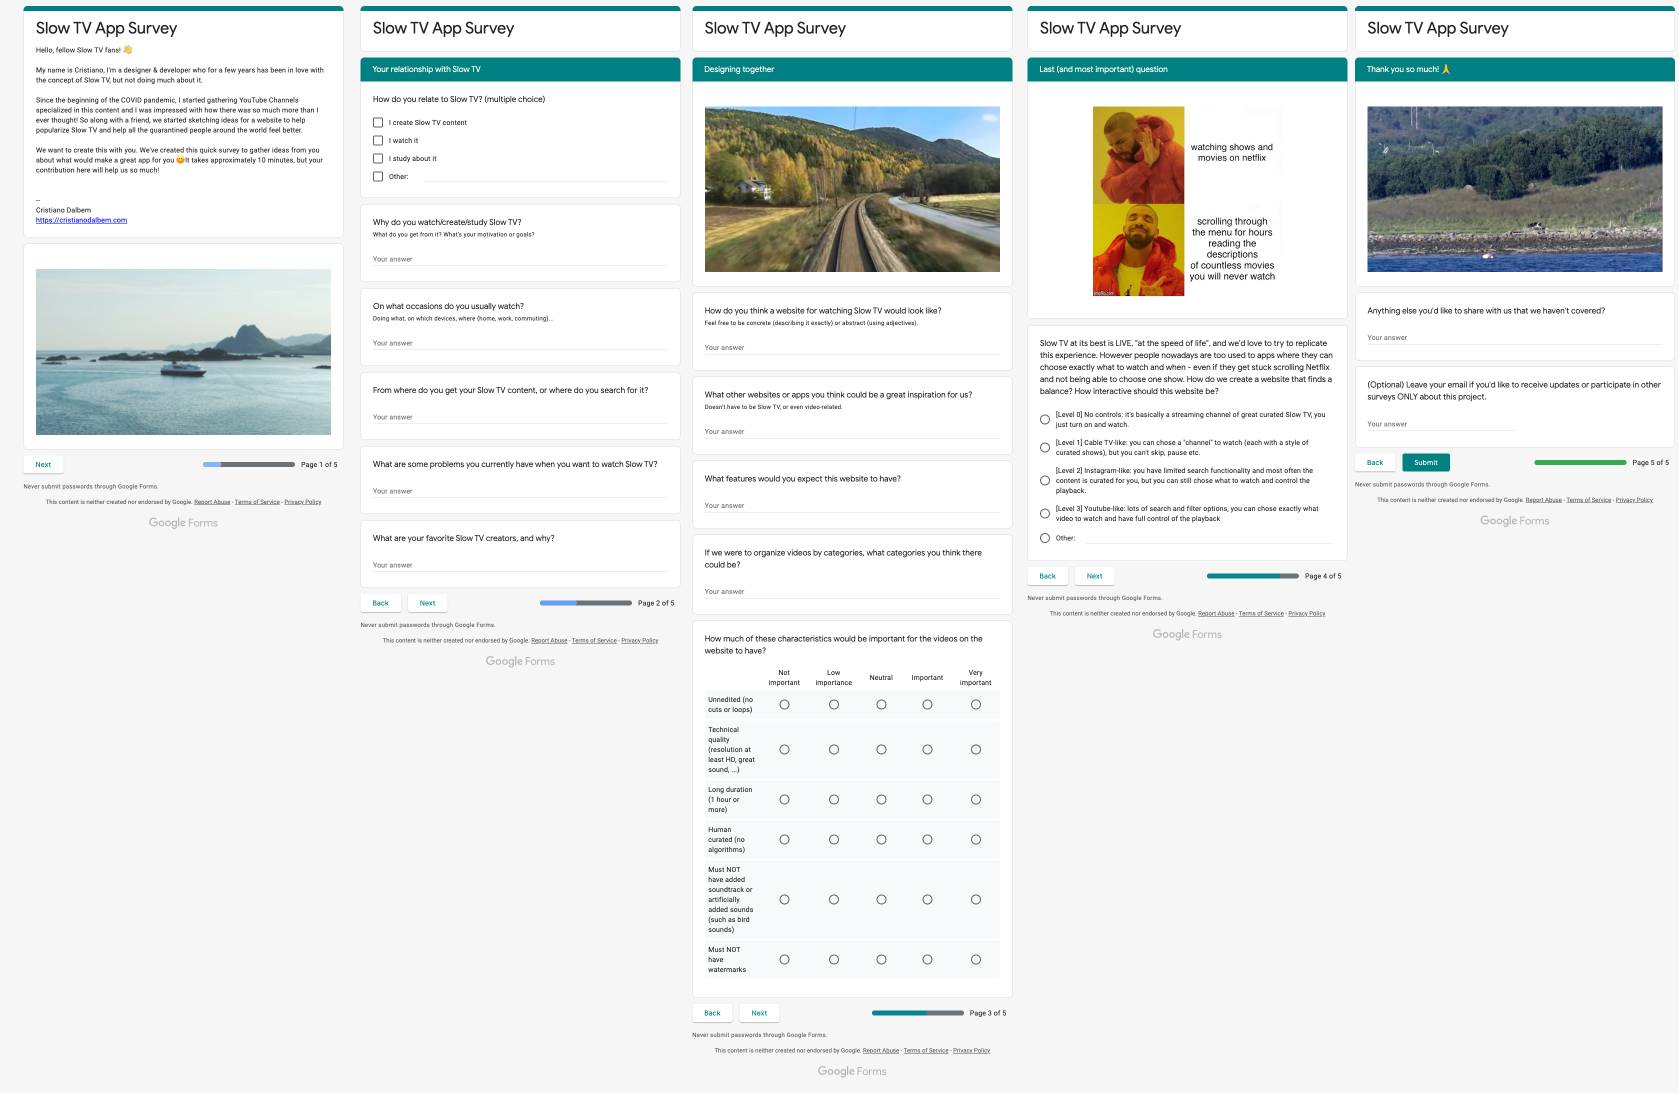 Slow TV App Survey
Hello, fellow Slow TV fans! 👋
My name is Cristiano, I'm a designer & developer who for a few years has been in love with
the concept of Slow TV, but not doing much about it.
Since the beginning of the COVID pandemic, I started gathering YouTube Channels
specialized in this content and I was impressed with how there was so much more than I
ever thought! So along with a friend, we started sketching ideas for a website to help
popularize Slow TV and help all the quarantined people around the world feel better.
We want to create this with you. We've created this quick survey to gather ideas from you
about what would make a great app for you 😊It takes approximately 10 minutes, but your
contribution here will help us so much!
--
Cristiano Dalbem
https://cristianodalbem.com
Next
Page 1 of 5
Never submit passwords through Google Forms.
This content is neither created nor endorsed by Google. Report Abuse - Terms of Service - Privacy Policy
Google Forms
Slow TV App Survey
Your relationship with Slow TV
How do you relate to Slow TV? (multiple choice)
I create Slow TV content
I watch it
I study about it
Other:
Why do you watch/create/study Slow TV?
What do you get from it? What's your motivation or goals?
Your answer
On what occasions do you usually watch?
Doing what, on which devices, where (home, work, commuting)...
Your answer
From where do you get your Slow TV content, or where do you search for it?
Your answer
What are some problems you currently have when you want to watch Slow TV?
Your answer
What are your favorite Slow TV creators, and why?
Your answer
Back
Next
Page 2 of 5
Never submit passwords through Google Forms.
This content is neither created nor endorsed by Google. Report Abuse - Terms of Service - Privacy Policy
Google Forms
Slow TV App Survey
Designing together
How do you think a website for watching Slow TV would look like?
Feel free to be concrete (describing it exactly) or abstract (using adjectives).
Your answer
What other websites or apps you think could be a great inspiration for us?
Doesn't have to be Slow TV, or even video-related.
Your answer
What features would you expect this website to have?
Your answer
If we were to organize videos by categories, what categories you think there
could be?
Your answer
How much of these characteristics would be important for the videos on the
website to have?
Not
important
Low
importance
Neutral
Important
Very
important
Unnedited (no
cuts or loops)
Technical
quality
(resolution at
least HD, great
sound, ...)
Long duration
(1 hour or
more)
Human
curated (no
algorithms)
Must NOT
have added
soundtrack or
artificially
added sounds
(such as bird
sounds)
Must NOT
have
watermarks
Back
Next
Page 3 of 5
Never submit passwords through Google Forms.
This content is neither created nor endorsed by Google. Report Abuse - Terms of Service - Privacy Policy
Google Forms
Slow TV App Survey
Last (and most important) question
watching shows and
movies on netflix
scrolling through
the menu for hours
reading the
descriptions
of countless movies
you will never watch
imgflip.com
Slow TV at its best is LIVE, "at the speed of life", and we'd love to try to replicate
this experience. However people nowadays are too used to apps where they can
choose exactly what to watch and when - even if they get stuck scrolling Netflix
and not being able to choose one show. How do we create a website that finds a
balance? How interactive should this website be?
[Level 0] No controls: it's basically a streaming channel of great curated Slow TV, you
just turn on and watch.
[Level 1] Cable TV-like: you can chose a "channel" to watch (each with a style of
curated shows), but you can't skip, pause etc.
[Level 2] Instagram-like: you have limited search functionality and most often the
content is curated for you, but you can still chose what to watch and control the
playback.
[Level 3] Youtube-like: lots of search and filter options, you can chose exactly what
video to watch and have full control of the playback
Other:
Back
Next
Page 4 of 5
Never submit passwords through Google Forms.
This content is neither created nor endorsed by Google. Report Abuse - Terms of Service - Privacy Policy
Google Forms
Slow TV App Survey
Thank you so much! 🙏
Anything else you'd like to share with us that we haven't covered?
Your answer
(Optional) Leave your email if you'd like to receive updates or participate in other
surveys ONLY about this project.
Your answer
Back
Submit
Page 5 of 5
Never submit passwords through Google Forms.
This content is neither created nor endorsed by Google. Report Abuse - Terms of Service - Privacy Policy
Google Forms